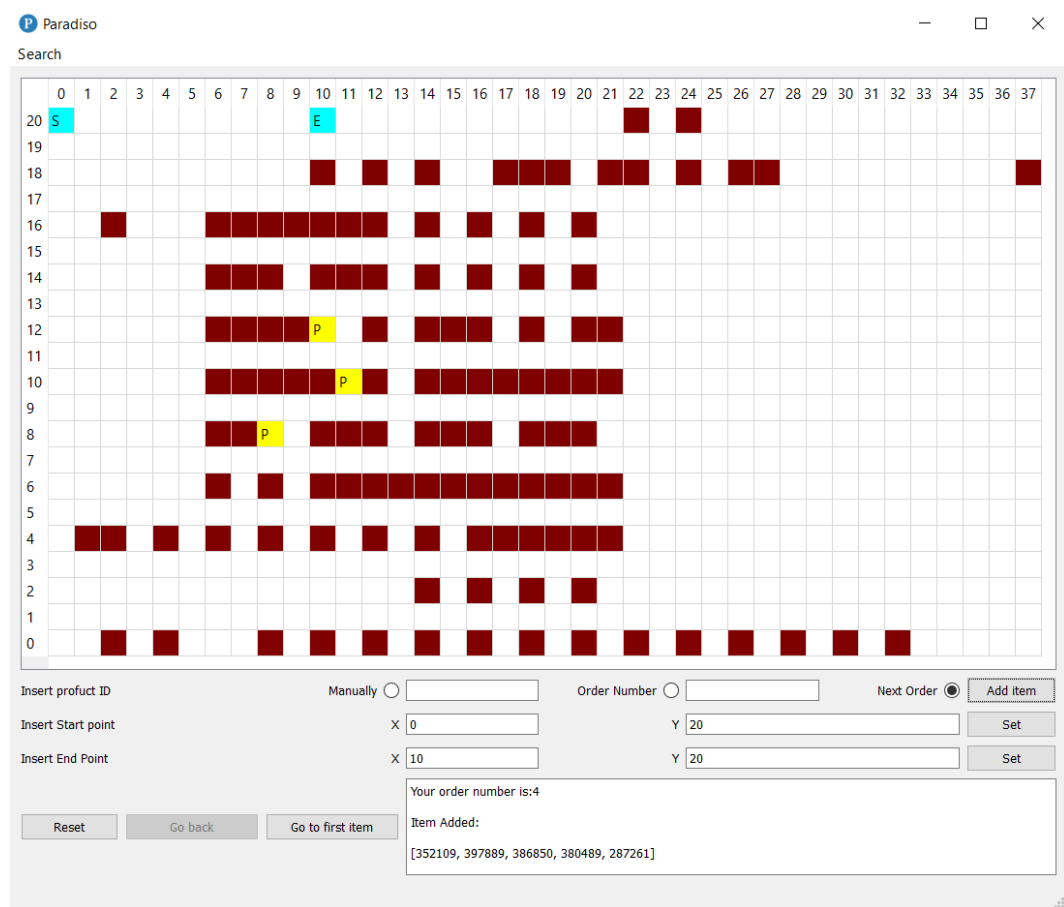 P Paradiso
Search
0 1 2 3 4 5 6 7 8 9 10 11 12 13 14 15 16 17 18 19 20 21 22 23 24 25 26 27 28 29 30 31 32 33 34 35 36 37
20 S E
19
18
17
16
15
14
13
12 P
11
10 P
9
8 P
7
6
5
4
3
2
1
0
Insert profuct ID Manually Order Number Next Order Add item
Insert Start point X 0 Y 20 Set
Insert End Point X 10 Y 20 Set
Your order number is:4
Reset Go back Go to first item Item Added:
[352109, 397889, 386850, 380489, 287261]